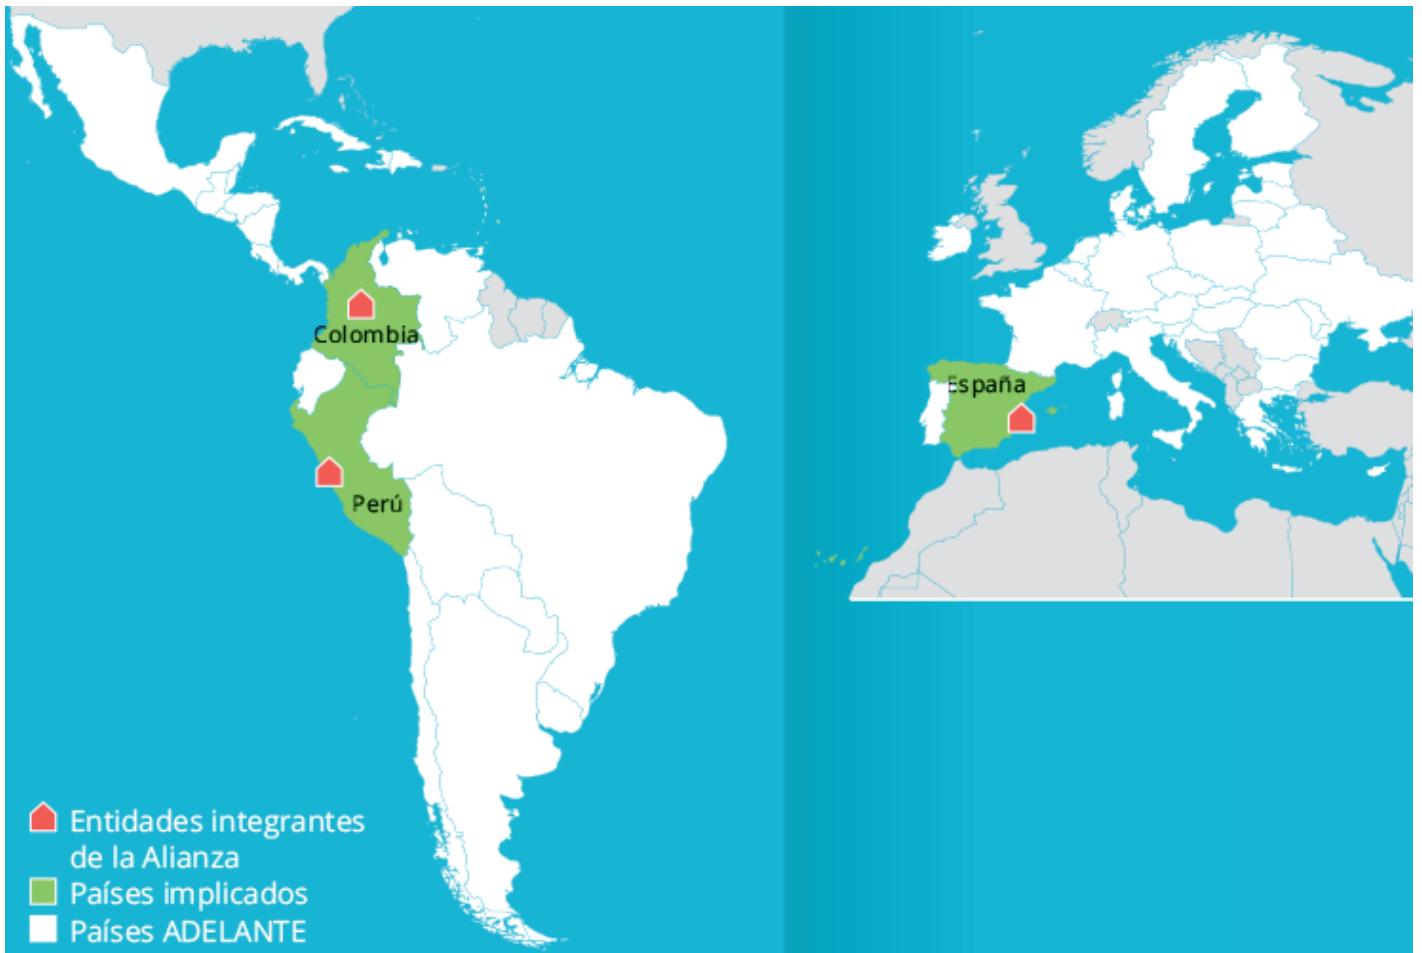 Colombia
España
Perú
Entidades integrantes
de la Alianza
Países implicados
Países ADELANTE